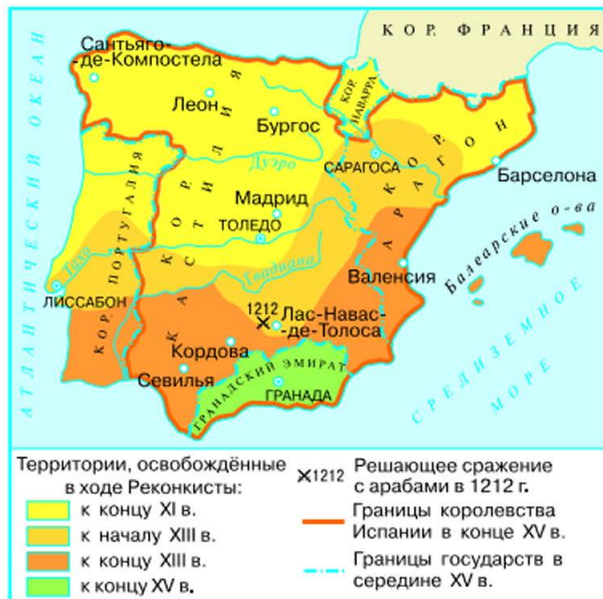 КОР. ФРАНЦИЯ
АТЛАНТИЧЕСКИЙ ОКЕАН
Сантьяго-
-де-Компостела
Леон
Бургос
КОР. НАВАРРА
КОР. КАСТИЛИЯ
Дуэро
САРАГОСА
КОР. АРАГОН
Барселона
КОР. ПОРТУГАЛИЯ
Мадрид
ТОЛЕДО
Тахо
Гвадиана
ЛИССАБОН
Валенсия
Балеарские о-ва
1212
Лас-Навас-
-де-Толоса
Кордова
Севилья
ГРАНАДСКИЙ ЭМИРАТ
ГРАНАДА
СРЕДИЗЕМНОЕ
МОРЕ
Территории, освобождённые
в ходе Реконкисты:
к концу XI в.
к началу XIII в.
к концу XIII в.
к концу XV в.
1212 Решающее сражение
с арабами в 1212 г.
Границы королевства
Испании в конце XV в.
Границы государств в
середине XV в.